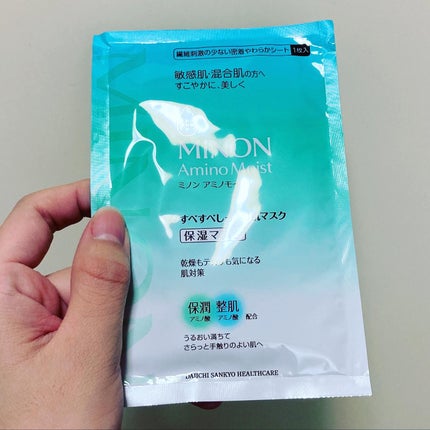 繊維刺激の少ない密着やわらかシート 1枚入
敏感肌・混合肌の方へ
すこやかに、美しく
MINON
Amino Moist
ミノン アミノモ
すべすべし 肌マスク
保湿マ
乾燥も も気になる
肌対策
保潤 整肌
アミノ酸 アミノ酸 配合
うるおい満ちて
さらっと手触りのよい肌へ
DAIICHI SANKYO HEALTHCARE